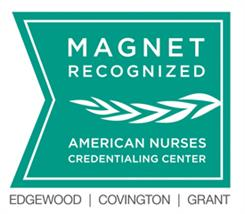 MAGNET
RECOGNIZED
AMERICAN NURSES
CREDENTIALING CENTER
EDGEWOOD | COVINGTON | GRANT